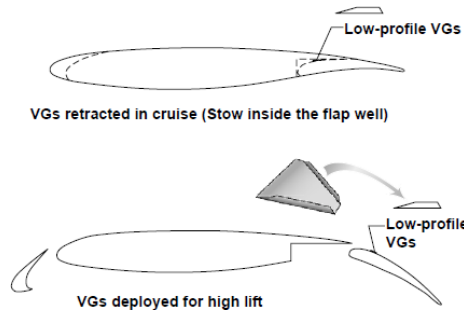 Low-profile VGs
VGs retracted in cruise (Stow inside the flap well)
Low-profile
VGs
VGs deployed for high lift